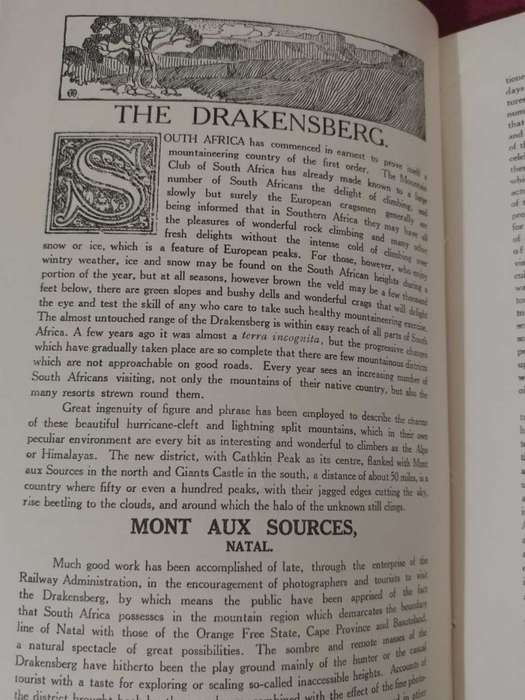 THE DRAKENSBERG.
SOUTH AFRICA has commenced in earnest to prove itself a
mountaineering country of the first order. The Mountain
Club of South Africa has already made known to a large
number of South Africans the delight of climbing, and
slowly but surely the European cragsmen generally are
being informed that in Southern Africa they may have all
the pleasures of wonderful rock climbing and many other
fresh delights without the intense cold of climbing over
snow or ice, which is a feature of European peaks. For those, however, who enjoy
wintry weather, ice and snow may be found on the South African heights during a
portion of the year, but at all seasons, however brown the veld may be a few thousand
feet below, there are green slopes and bushy dells and wonderful crags that will delight
the eye and test the skill of any who care to take such healthy mountaineering exercise.
The almost untouched range of the Drakensberg is within easy reach of all parts of South
Africa. A few years ago it was almost a terra incognita, but the progressive changes
which have gradually taken place are so complete that there are few mountainous districts
which are not approachable on good roads. Every year sees an increasing number of
South Africans visiting, not only the mountains of their native country, but also the
many resorts strewn round them.
Great ingenuity of figure and phrase has been employed to describe the charms
of these beautiful hurricane-cleft and lightning split mountains, which in their own
peculiar environment are every bit as interesting and wonderful to climbers as the Alps
or Himalayas. The new district, with Cathkin Peak as its centre, flanked with Mont
aux Sources in the north and Giants Castle in the south, a distance of about 50 miles, is a
country where fifty or even a hundred peaks, with their jagged edges cutting the sky,
rise beetling to the clouds, and around which the halo of the unknown still clings.
MONT AUX SOURCES,
NATAL.
Much good work has been accomplished of late, through the enterprise of the
Railway Administration, in the encouragement of photographers and tourists to visit
the Drakensberg, by which means the public have been apprised of the fact
that South Africa possesses in the mountain region which demarcates the boundary
line of Natal with those of the Orange Free State, Cape Province and Basutoland,
a natural spectacle of great possibilities. The sombre and remote masses of the
Drakensberg have hitherto been the play ground mainly of the hunter or the casual
tourist with a taste for exploring or scaling so-called inaccessible heights. Accounts of
the district brought back combined with the effect of the fine photo-